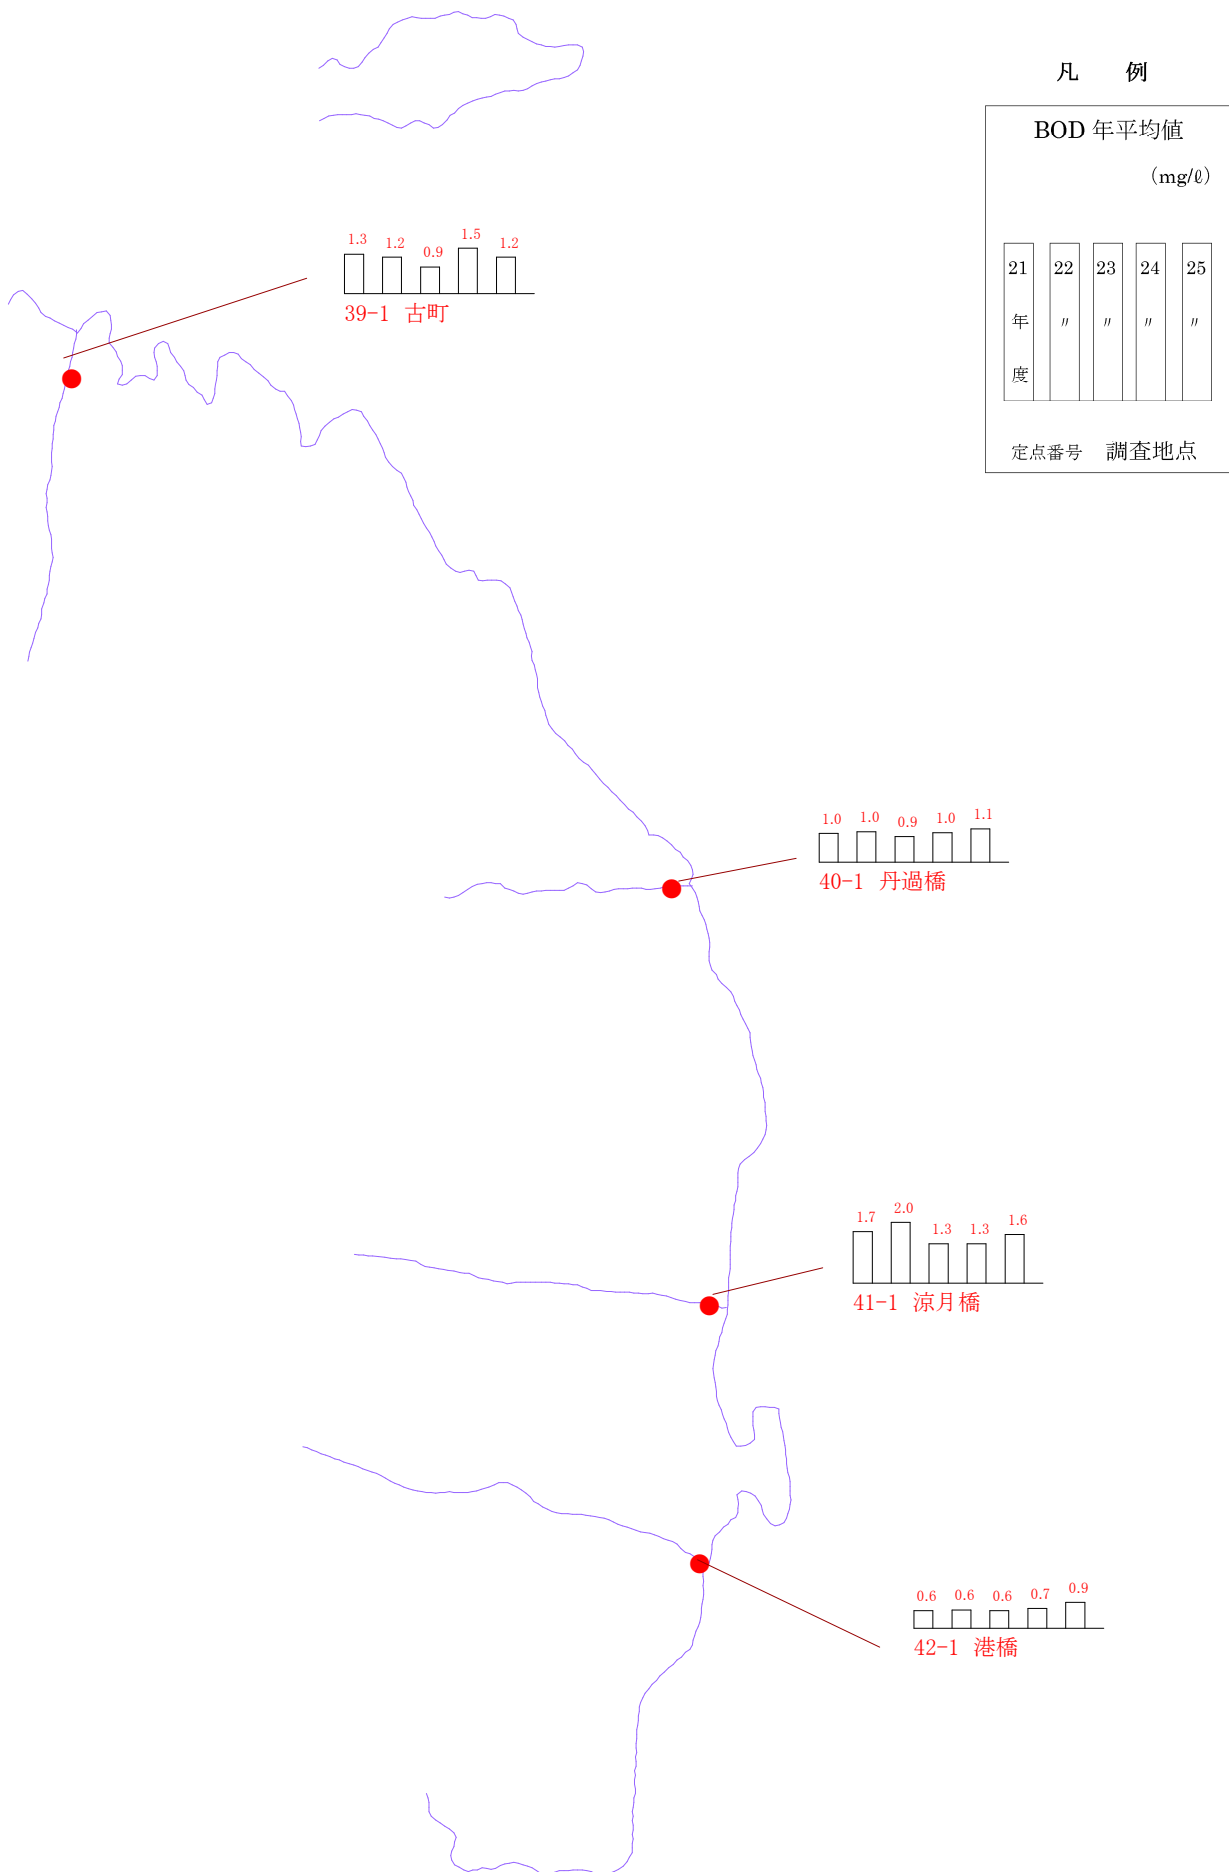 凡 例
BOD 年平均値
(mg/ℓ)
21 22 23 24 25
年 〃 〃 〃 〃
度
定点番号 調査地点
1.3 1.2 0.9 1.5 1.2
39-1 古町
1.0 1.0 0.9 1.0 1.1
40-1 丹過橋
1.7 2.0 1.3 1.3 1.6
41-1 涼月橋
0.6 0.6 0.6 0.7 0.9
42-1 港橋